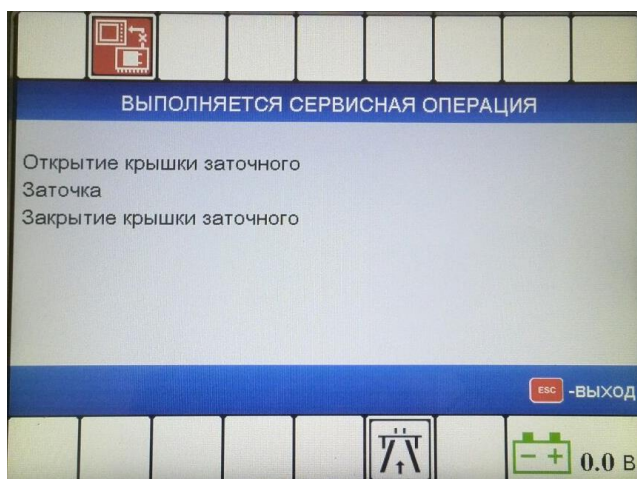 ВЫПОЛНЯЕТСЯ СЕРВИСНАЯ ОПЕРАЦИЯ
Открытие крышки заточного
Заточка
Закрытие крышки заточного
ESC -ВЫХОД
0.0 В